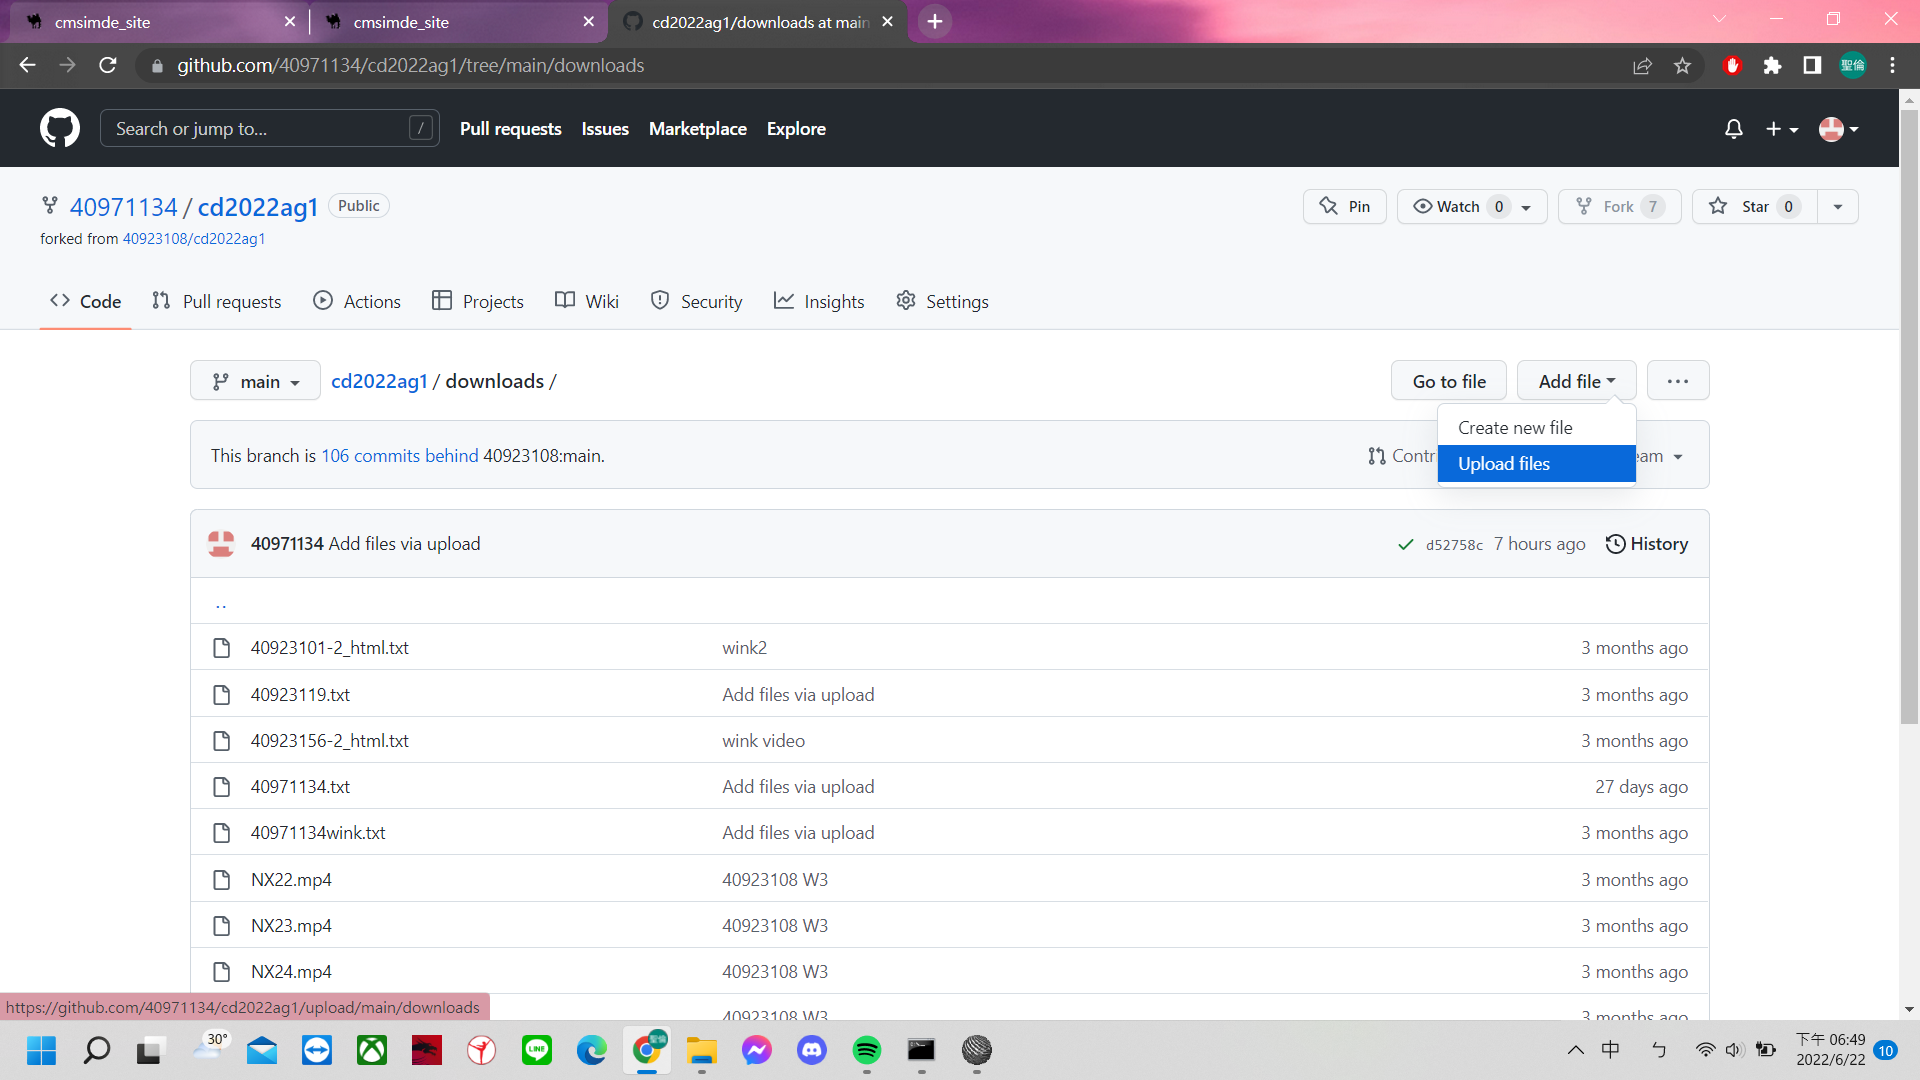 cmsimde_site
cmsimde_site
cd2022ag1/downloads at main
github.com/40971134/cd2022ag1/tree/main/downloads
聖倫
Search or jump to...
/
Pull requests
Issues
Marketplace
Explore
40971134 / cd2022ag1
Public
Pin
Watch 0
Fork 7
Star 0
forked from 40923108/cd2022ag1
Code
Pull requests
Actions
Projects
Wiki
Security
Insights
Settings
main
cd2022ag1 / downloads /
Go to file
Add file
Create new file
Upload files
This branch is 106 commits behind 40923108:main.
Contri
eam
40971134 Add files via upload
d52758c 7 hours ago
History
..
40923101-2_html.txt wink2 3 months ago
40923119.txt Add files via upload 3 months ago
40923156-2_html.txt wink video 3 months ago
40971134.txt Add files via upload 27 days ago
40971134wink.txt Add files via upload 3 months ago
NX22.mp4 40923108 W3 3 months ago
NX23.mp4 40923108 W3 3 months ago
NX24.mp4 40923108 W3 3 months ago
40923108 W3 3 months ago
https://github.com/40971134/cd2022ag1/upload/main/downloads
30°
LINE
聖倫
中
ㄅ
下午 06:49
2022/6/22
10